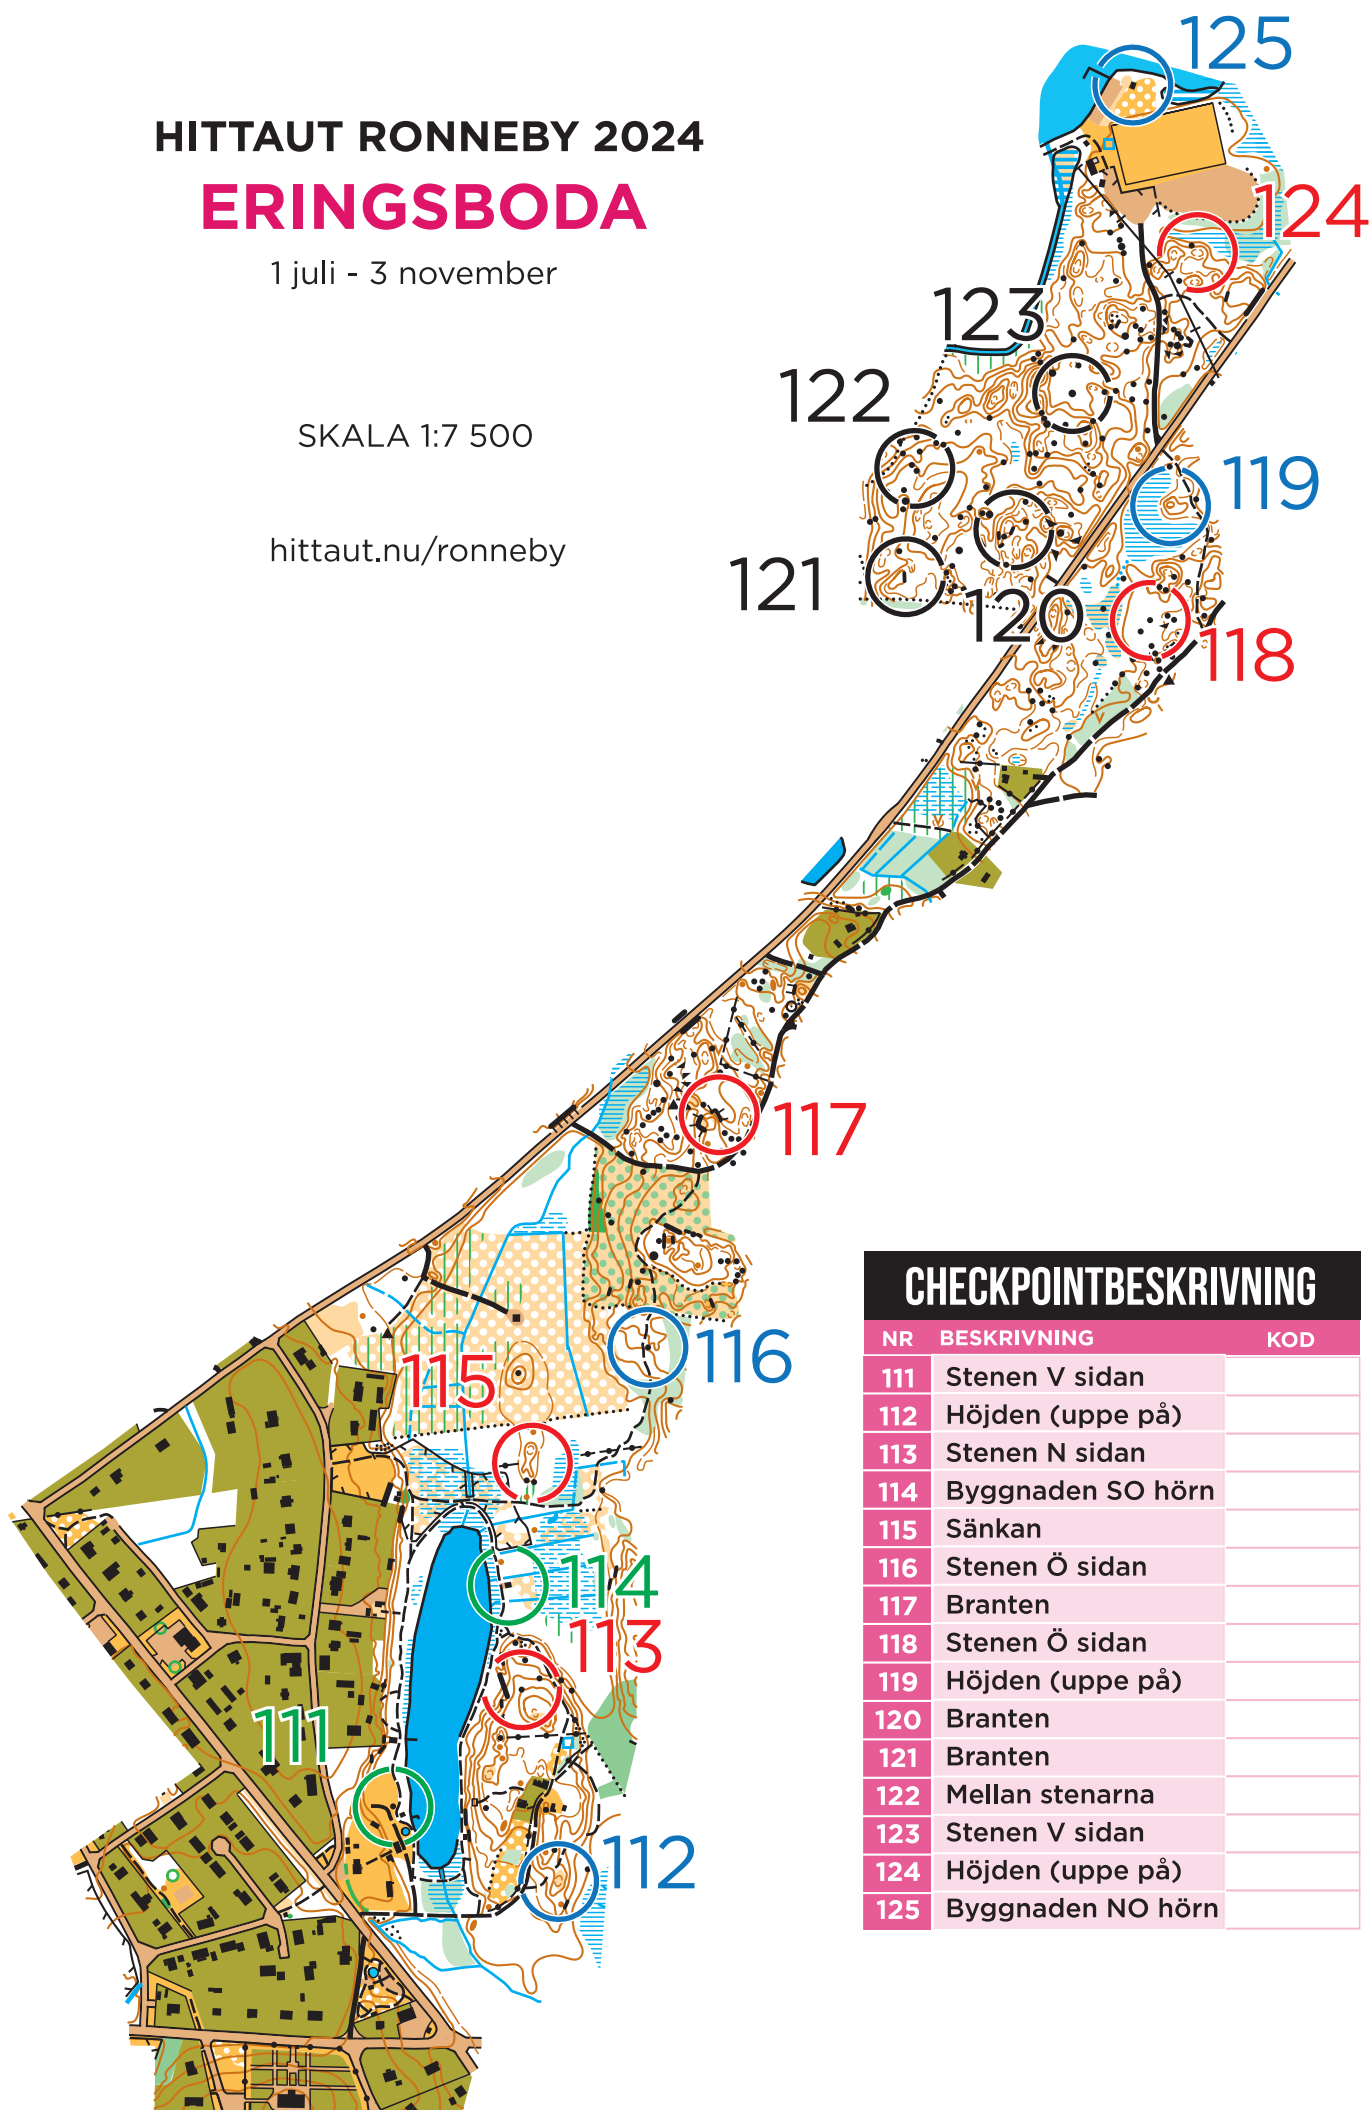 HITTAUT RONNEBY 2024
ERINGSBODA
1 juli - 3 november
SKALA 1:7 500
hittaut.nu/ronneby
125
124
123
122
119
121
120
118
117
116
115
114
113
111
112
CHECKPOINTBESKRIVNING
NR BESKRIVNING KOD
111 Stenen V sidan
112 Höjden (uppe på)
113 Stenen N sidan
114 Byggnaden SO hörn
115 Sänkan
116 Stenen Ö sidan
117 Branten
118 Stenen Ö sidan
119 Höjden (uppe på)
120 Branten
121 Branten
122 Mellan stenarna
123 Stenen V sidan
124 Höjden (uppe på)
125 Byggnaden NO hörn